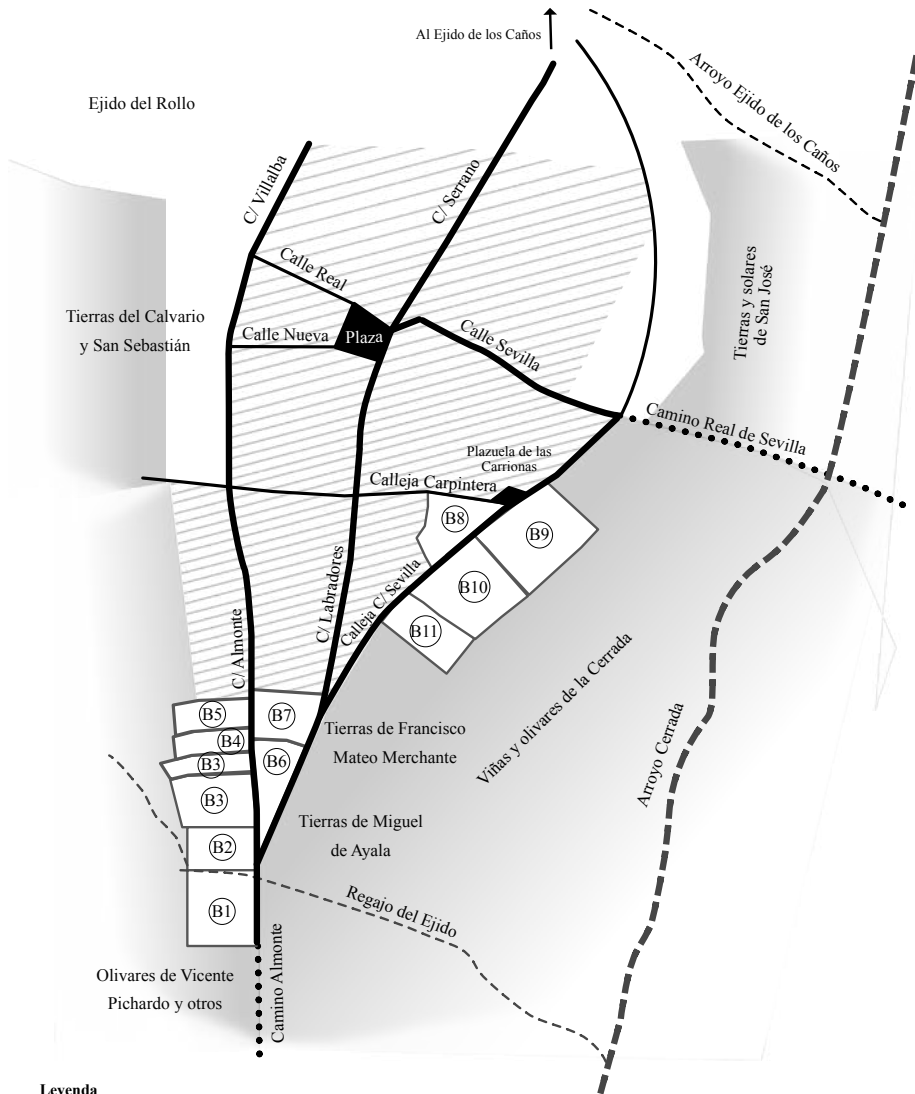 Al Ejido de los Caños
Arroyo Ejido de los Caños
Ejido del Rollo
C/ Villalba
C/ Serrano
Calle Real
Tierras y solares
de San José
Tierras del Calvario
y San Sebastián
Calle Nueva
Plaza
Calle Sevilla
Camino Real de Sevilla
Plazuela de las
Carrionas
Calleja Carpintera
B8
B9
C/ Labradores
Calleja C/ Sevilla
B10
B11
C/ Almonte
B5
B7
B4
B3
B6
B3
B2
B1
Tierras de Francisco
Mateo Merchante
Viñas y olivares de la Cerrada
Arroyo Cerrada
Tierras de Miguel
de Ayala
Regajo del Ejido
Olivares de Vicente
Pichardo y otros
Camino Almonte
Leyenda